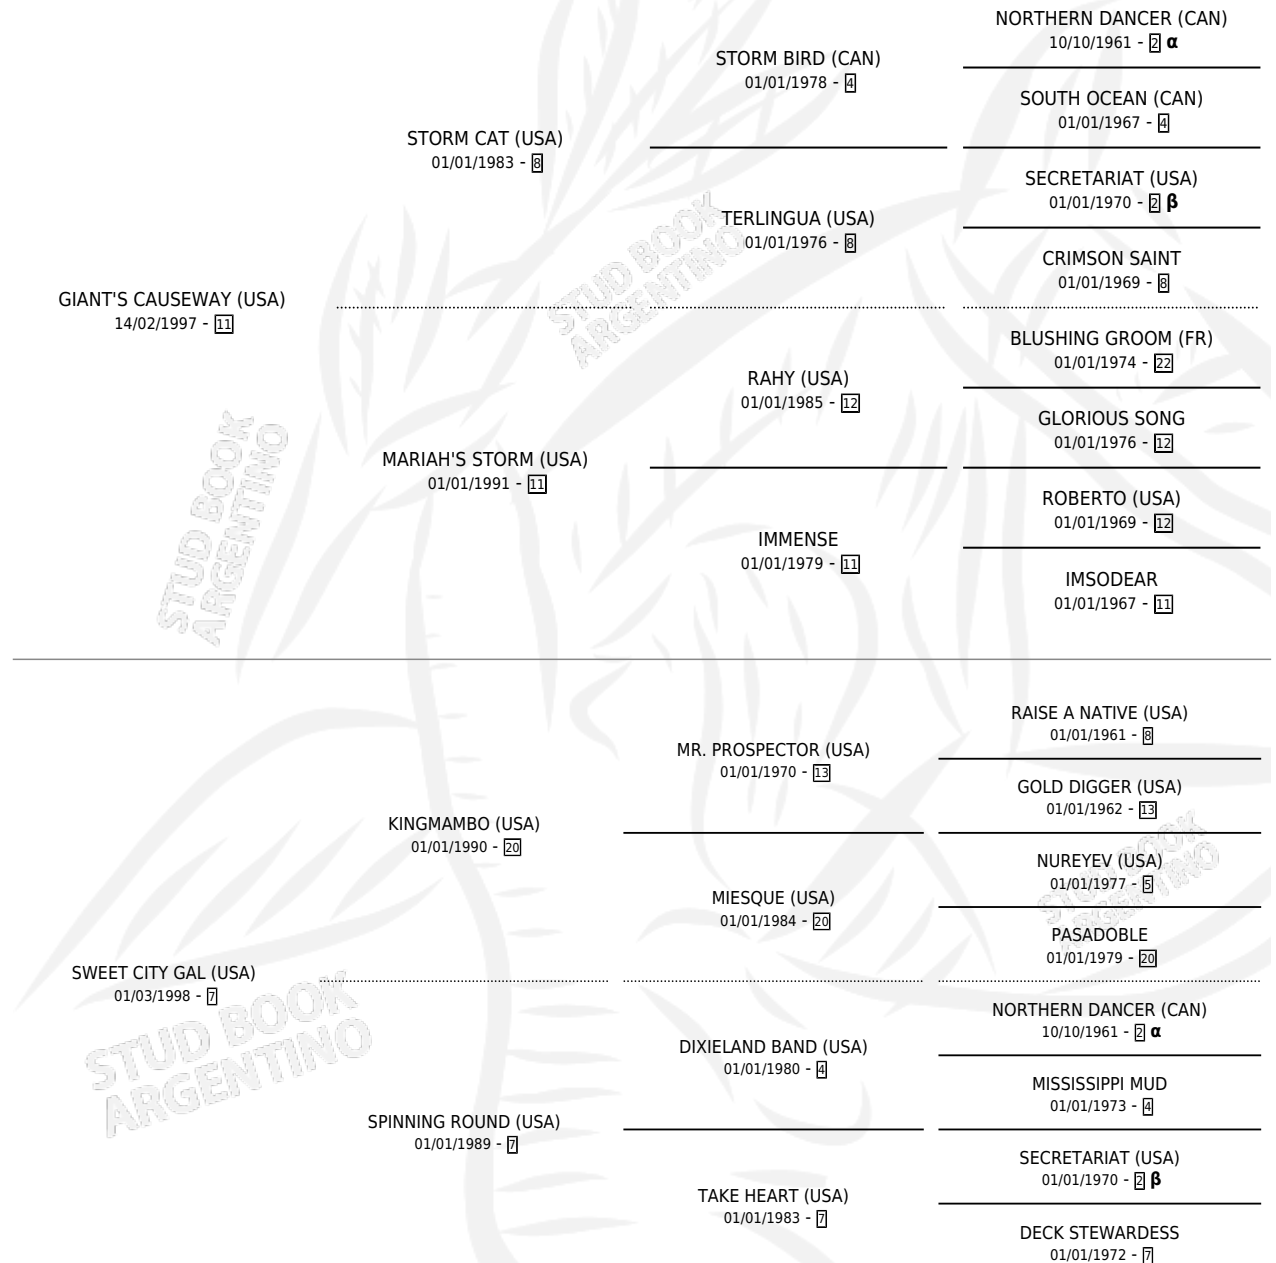 NORTHERN DANCER (CAN)
10/10/1961 - 2 α
STORM BIRD (CAN)
01/01/1978 - 4
SOUTH OCEAN (CAN)
01/01/1967 - 4
STORM CAT (USA)
01/01/1983 - 8
SECRETARIAT (USA)
01/01/1970 - 2 β
TERLINGUA (USA)
01/01/1976 - 8
CRIMSON SAINT
01/01/1969 - 8
GIANT'S CAUSEWAY (USA)
14/02/1997 - 11
BLUSHING GROOM (FR)
01/01/1974 - 22
RAHY (USA)
01/01/1985 - 12
GLORIOUS SONG
01/01/1976 - 12
MARIAH'S STORM (USA)
01/01/1991 - 11
ROBERTO (USA)
01/01/1969 - 12
IMMENSE
01/01/1979 - 11
IMSODEAR
01/01/1967 - 11
RAISE A NATIVE (USA)
01/01/1961 - 8
MR. PROSPECTOR (USA)
01/01/1970 - 13
GOLD DIGGER (USA)
01/01/1962 - 13
KINGMAMBO (USA)
01/01/1990 - 20
NUREYEV (USA)
01/01/1977 - 5
MIESQUE (USA)
01/01/1984 - 20
PASADOBLE
01/01/1979 - 20
SWEET CITY GAL (USA)
01/03/1998 - 7
NORTHERN DANCER (CAN)
10/10/1961 - 2 α
DIXIELAND BAND (USA)
01/01/1980 - 4
MISSISSIPPI MUD
01/01/1973 - 4
SPINNING ROUND (USA)
01/01/1989 - 7
SECRETARIAT (USA)
01/01/1970 - 2 β
TAKE HEART (USA)
01/01/1983 - 7
DECK STEWARDESS
01/01/1972 - 7
STUD BOOK
ARGENTINO
STUD BOOK
ARGENTINO
STUD BOOK
ARGENTINO
STUD BOOK
ARGENTINO